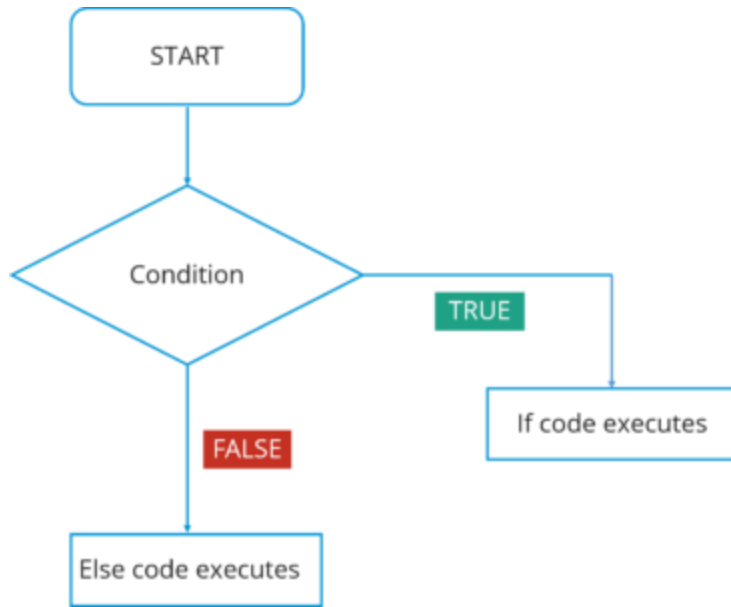 START
Condition
TRUE
If code executes
FALSE
Else code executes